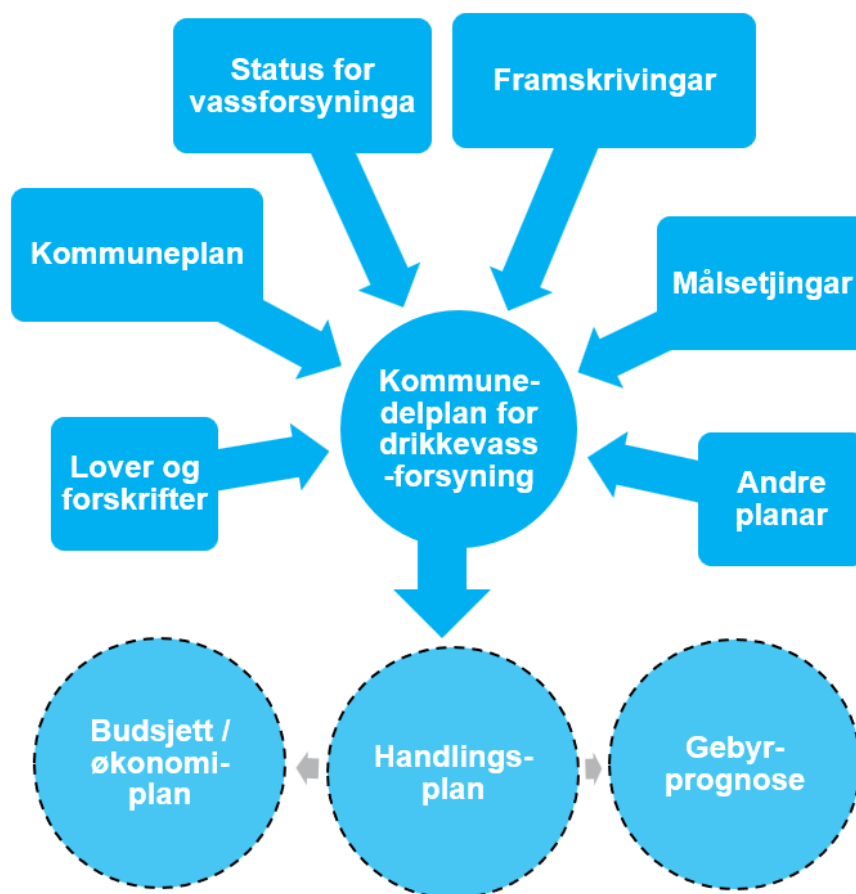 Status for
vassforsyninga
Framskrivingar
Kommuneplan
Målsetjingar
Kommune-
delplan for
drikkevass
-forsyning
Lover og
forskrifter
Andre
planar
Budsjett /
økonomi-
plan
Handlings-
plan
Gebyr-
prognose